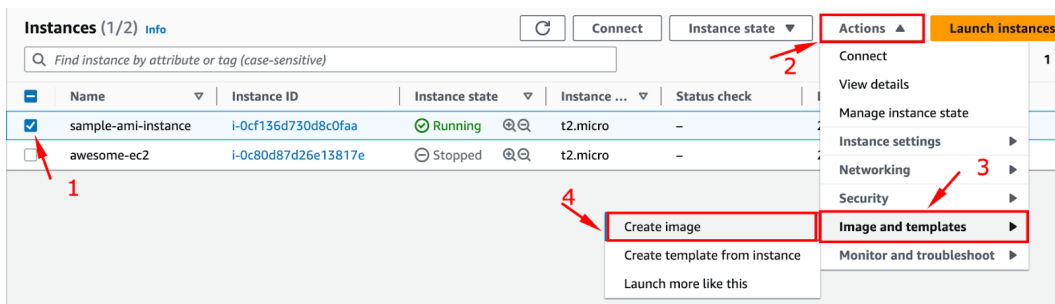 Instances (1/2) Info
Connect
Instance state
Actions
Launch instances
Find instance by attribute or tag (case-sensitive)
1
2
Connect
View details
Manage instance state
Instance settings
Networking
3
Security
Image and templates
Monitor and troubleshoot
Name Instance ID Instance state Instance ... Status check
sample-ami-instance i-0cf136d730d8c0faa Running t2.micro –
awesome-ec2 i-0c80d87d26e13817e Stopped t2.micro –
1
4
Create image
Create template from instance
Launch more like this